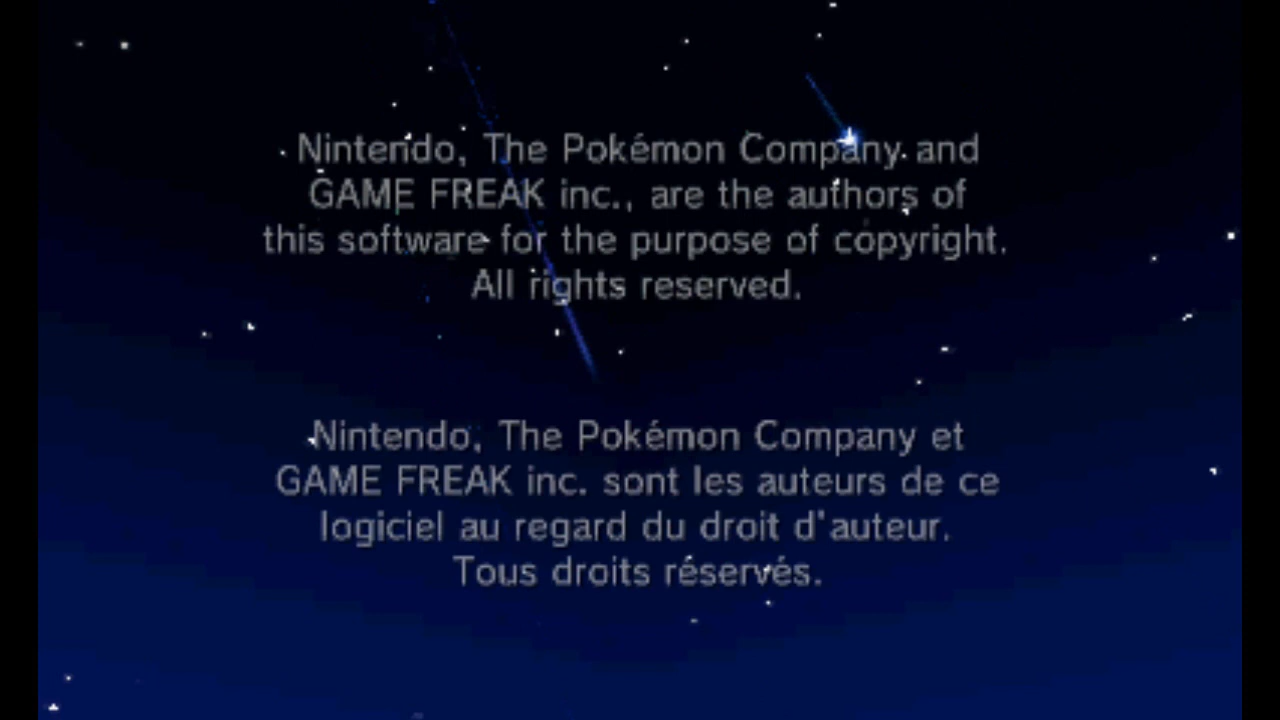 Nintendo, The Pokémon Company and
GAME FREAK inc., are the authors of
this software for the purpose of copyright.
All rights reserved.
Nintendo, The Pokémon Company et
GAME FREAK inc. sont les auteurs de ce
logiciel au regard du droit d'auteur.
Tous droits réservés.